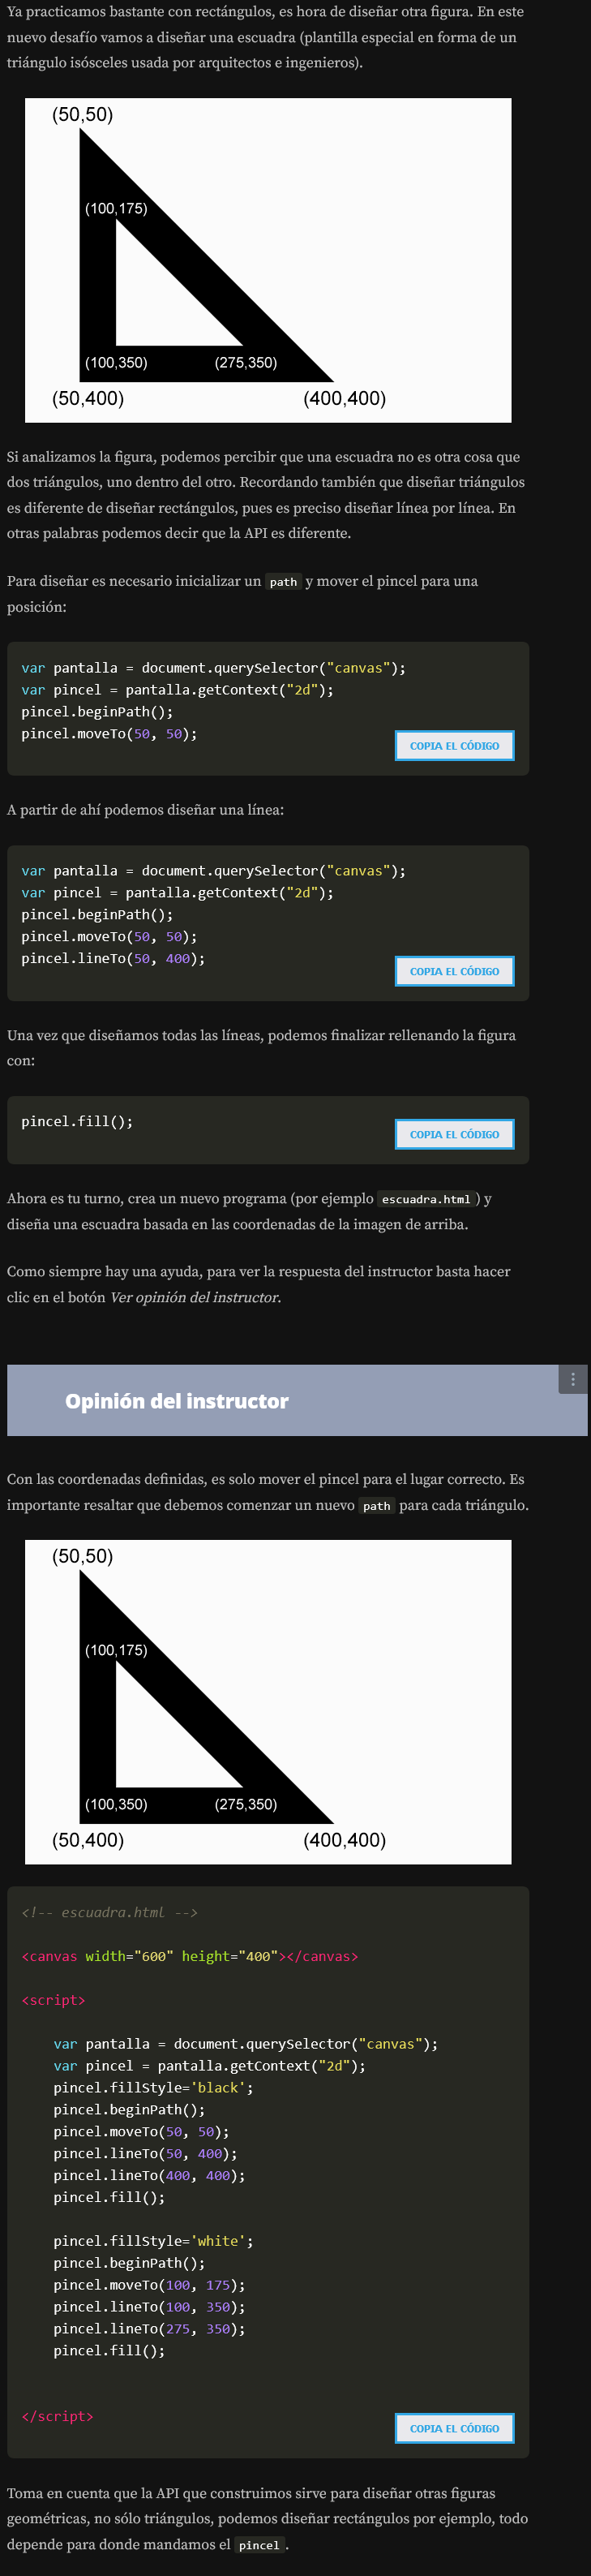 Ya practicamos bastante con rectángulos, es hora de diseñar otra figura. En este
nuevo desafío vamos a diseñar una escuadra (plantilla especial en forma de un
triángulo isósceles usada por arquitectos e ingenieros).
(50,50)
(100,175)
(100,350) (275,350)
(50,400) (400,400)
Si analizamos la figura, podemos percibir que una escuadra no es otra cosa que
dos triángulos, uno dentro del otro. Recordando también que diseñar triángulos
es diferente de diseñar rectángulos, pues es preciso diseñar línea por línea. En
otras palabras podemos decir que la API es diferente.
Para diseñar es necesario inicializar un path y mover el pincel para una
posición:
var pantalla = document.querySelector("canvas");
var pincel = pantalla.getContext("2d");
pincel.beginPath();
pincel.moveTo(50, 50);
COPIA EL CÓDIGO
A partir de ahí podemos diseñar una línea:
var pantalla = document.querySelector("canvas");
var pincel = pantalla.getContext("2d");
pincel.beginPath();
pincel.moveTo(50, 50);
pincel.lineTo(50, 400);
COPIA EL CÓDIGO
Una vez que diseñamos todas las líneas, podemos finalizar rellenando la figura
con:
pincel.fill();
COPIA EL CÓDIGO
Ahora es tu turno, crea un nuevo programa (por ejemplo escuadra.html) y
diseña una escuadra basada en las coordenadas de la imagen de arriba.
Como siempre hay una ayuda, para ver la respuesta del instructor basta hacer
clic en el botón Ver opinión del instructor.
Opinión del instructor
Con las coordenadas definidas, es solo mover el pincel para el lugar correcto. Es
importante resaltar que debemos comenzar un nuevo path para cada triángulo.
(50,50)
(100,175)
(100,350) (275,350)
(50,400) (400,400)
<!-- escuadra.html -->
<canvas width="600" height="400"></canvas>
<script>
var pantalla = document.querySelector("canvas");
var pincel = pantalla.getContext("2d");
pincel.fillStyle='black';
pincel.beginPath();
pincel.moveTo(50, 50);
pincel.lineTo(50, 400);
pincel.lineTo(400, 400);
pincel.fill();
pincel.fillStyle='white';
pincel.beginPath();
pincel.moveTo(100, 175);
pincel.lineTo(100, 350);
pincel.lineTo(275, 350);
pincel.fill();
</script>
COPIA EL CÓDIGO
Toma en cuenta que la API que construimos sirve para diseñar otras figuras
geométricas, no sólo triángulos, podemos diseñar rectángulos por ejemplo, todo
depende para donde mandamos el pincel.